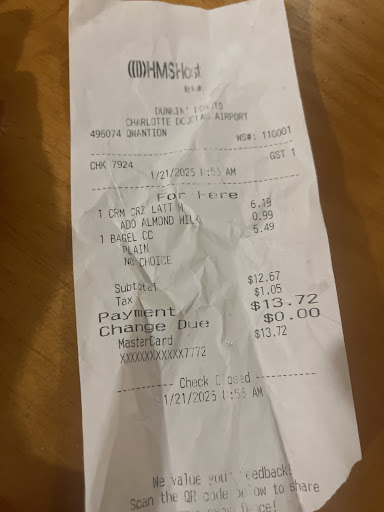 HMSHost
DUNKIN' DONUTS
CHARLOTTE DOUGLAS AIRPORT
496074 QWANTION WS#: 110001
CHK 7924 GST 1
1/21/2025 AM
For Here
1 CRM CRZ LATT M 6.19
ADD ALMOND MILK 0.99
1 BAGEL CC 5.49
PLAIN
NO CHOICE
Subtotal $12.67
Tax $1.05
Payment $13.72
Change Due $0.00
MasterCard $13.72
XXXXXXXXXXXX7772
------------ Check Closed ------------
1/21/2025 AM
We value your feedback!
Scan the QR code below to share